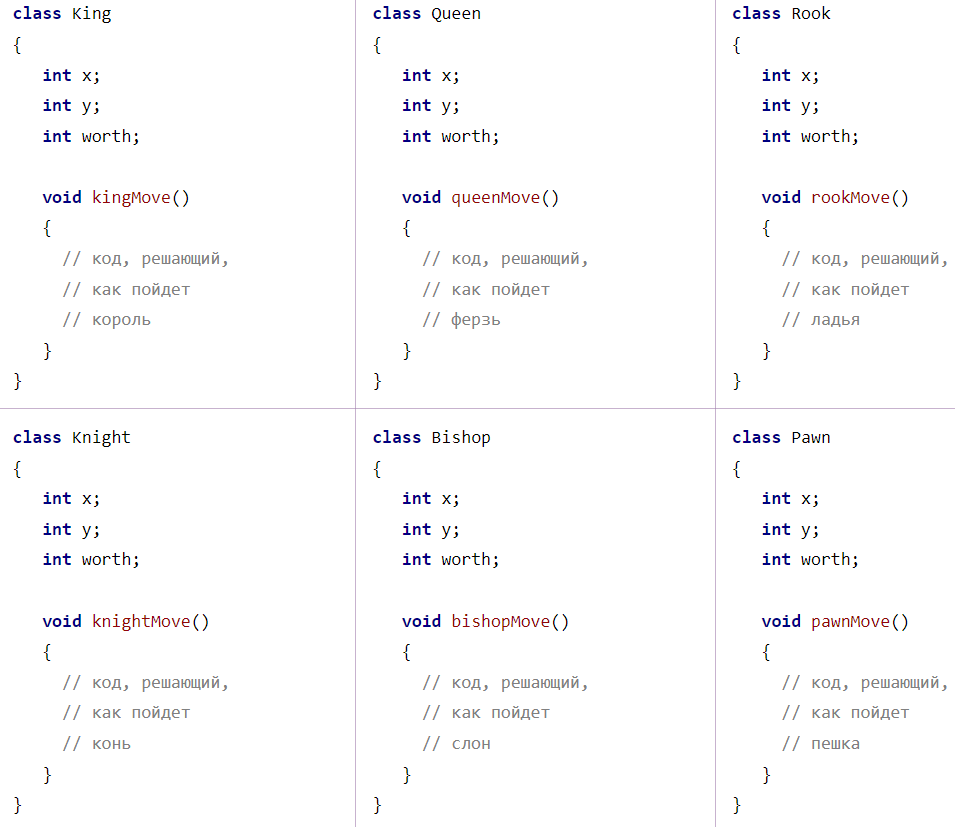 class King
{
int x;
int y;
int worth;
void kingMove()
{
// код, решающий,
// как пойдет
// король
}
}
class Queen
{
int x;
int y;
int worth;
void queenMove()
{
// код, решающий,
// как пойдет
// ферзь
}
}
class Rook
{
int x;
int y;
int worth;
void rookMove()
{
// код, решающий,
// как пойдет
// ладья
}
}
class Knight
{
int x;
int y;
int worth;
void knightMove()
{
// код, решающий,
// как пойдет
// конь
}
}
class Bishop
{
int x;
int y;
int worth;
void bishopMove()
{
// код, решающий,
// как пойдет
// слон
}
}
class Pawn
{
int x;
int y;
int worth;
void pawnMove()
{
// код, решающий,
// как пойдет
// пешка
}
}